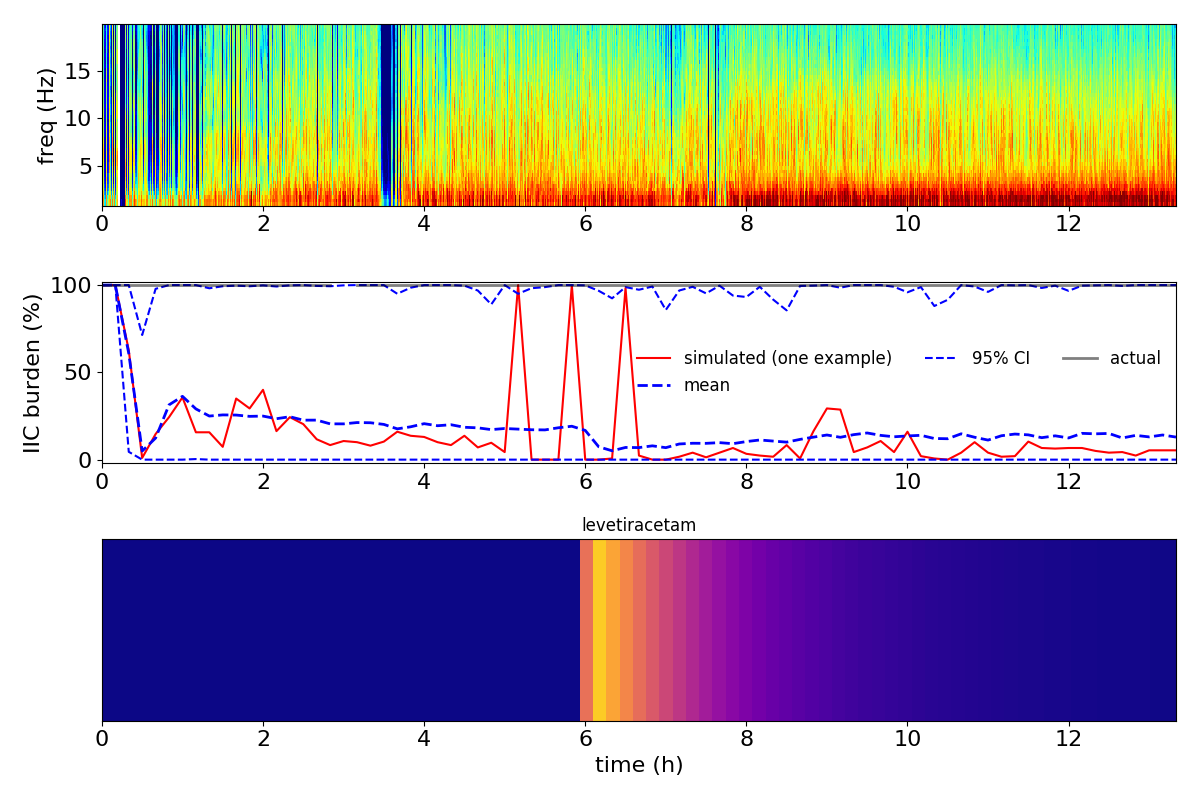 freq (Hz)
15
10
5
0 2 4 6 8 10 12
IIC burden (%)
100
50
0
simulated (one example) 95% CI actual
mean
0 2 4 6 8 10 12
levetiracetam
0 2 4 6 8 10 12
time (h)